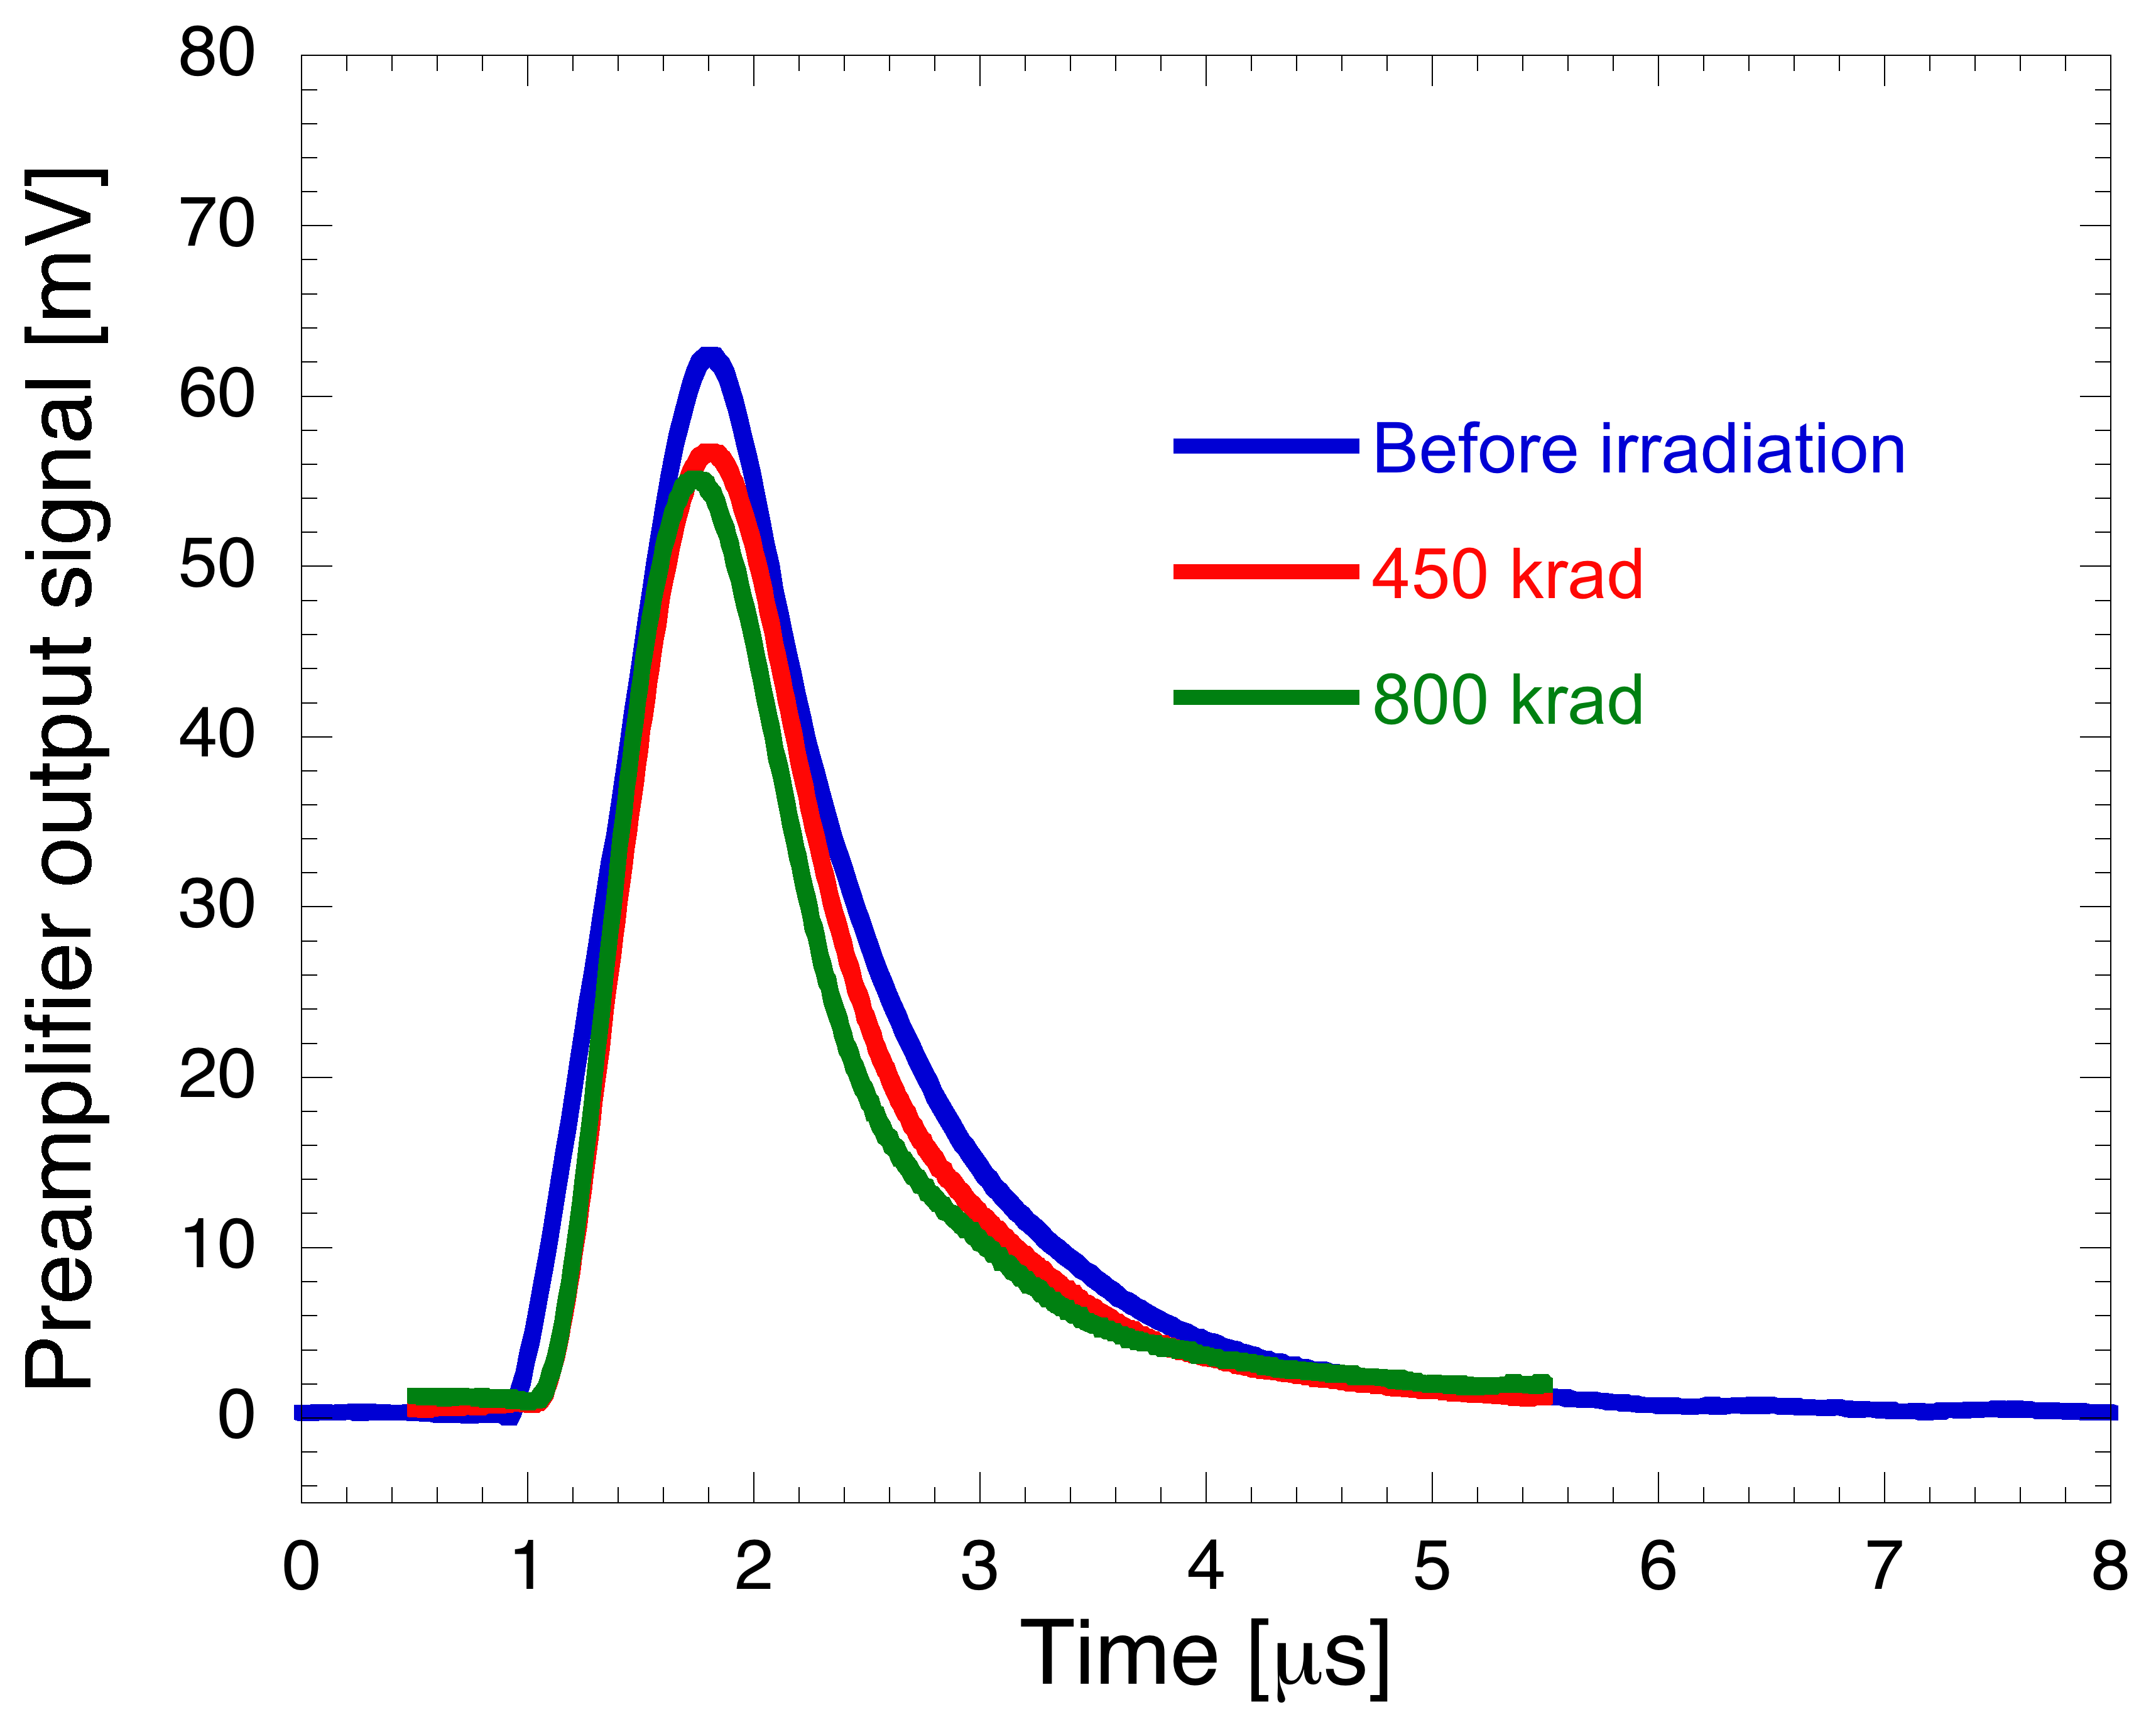 Preamplifier output signal [mV]
80
70
60
50
40
30
20
10
0
Before irradiation
450 krad
800 krad
0 1 2 3 4 5 6 7 8
Time [μs]